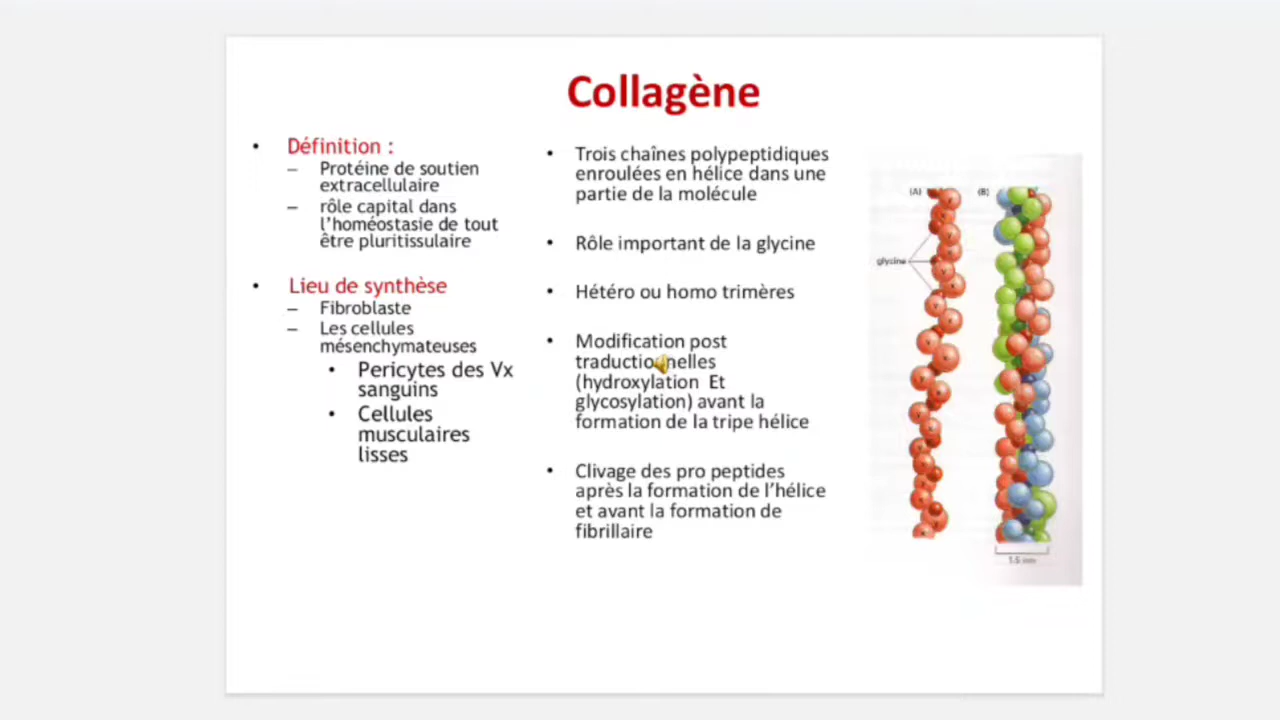 Collagène
• Définition :
– Protéine de soutien
extracellulaire
– rôle capital dans
l'homéostasie de tout
être pluritissulaire
• Lieu de synthèse
– Fibroblaste
– Les cellules
mésenchymateuses
• Pericytes des Vx
sanguins
• Cellules
musculaires
lisses
• Trois chaînes polypeptidiques
enroulées en hélice dans une
partie de la molécule
• Rôle important de la glycine
• Hétéro ou homo trimères
• Modification post
traductionnelles
(hydroxylation Et
glycosylation) avant la
formation de la tripe hélice
• Clivage des pro peptides
après la formation de l'hélice
et avant la formation de
fibrillaire
(A) (B)
glycine
1.5 nm